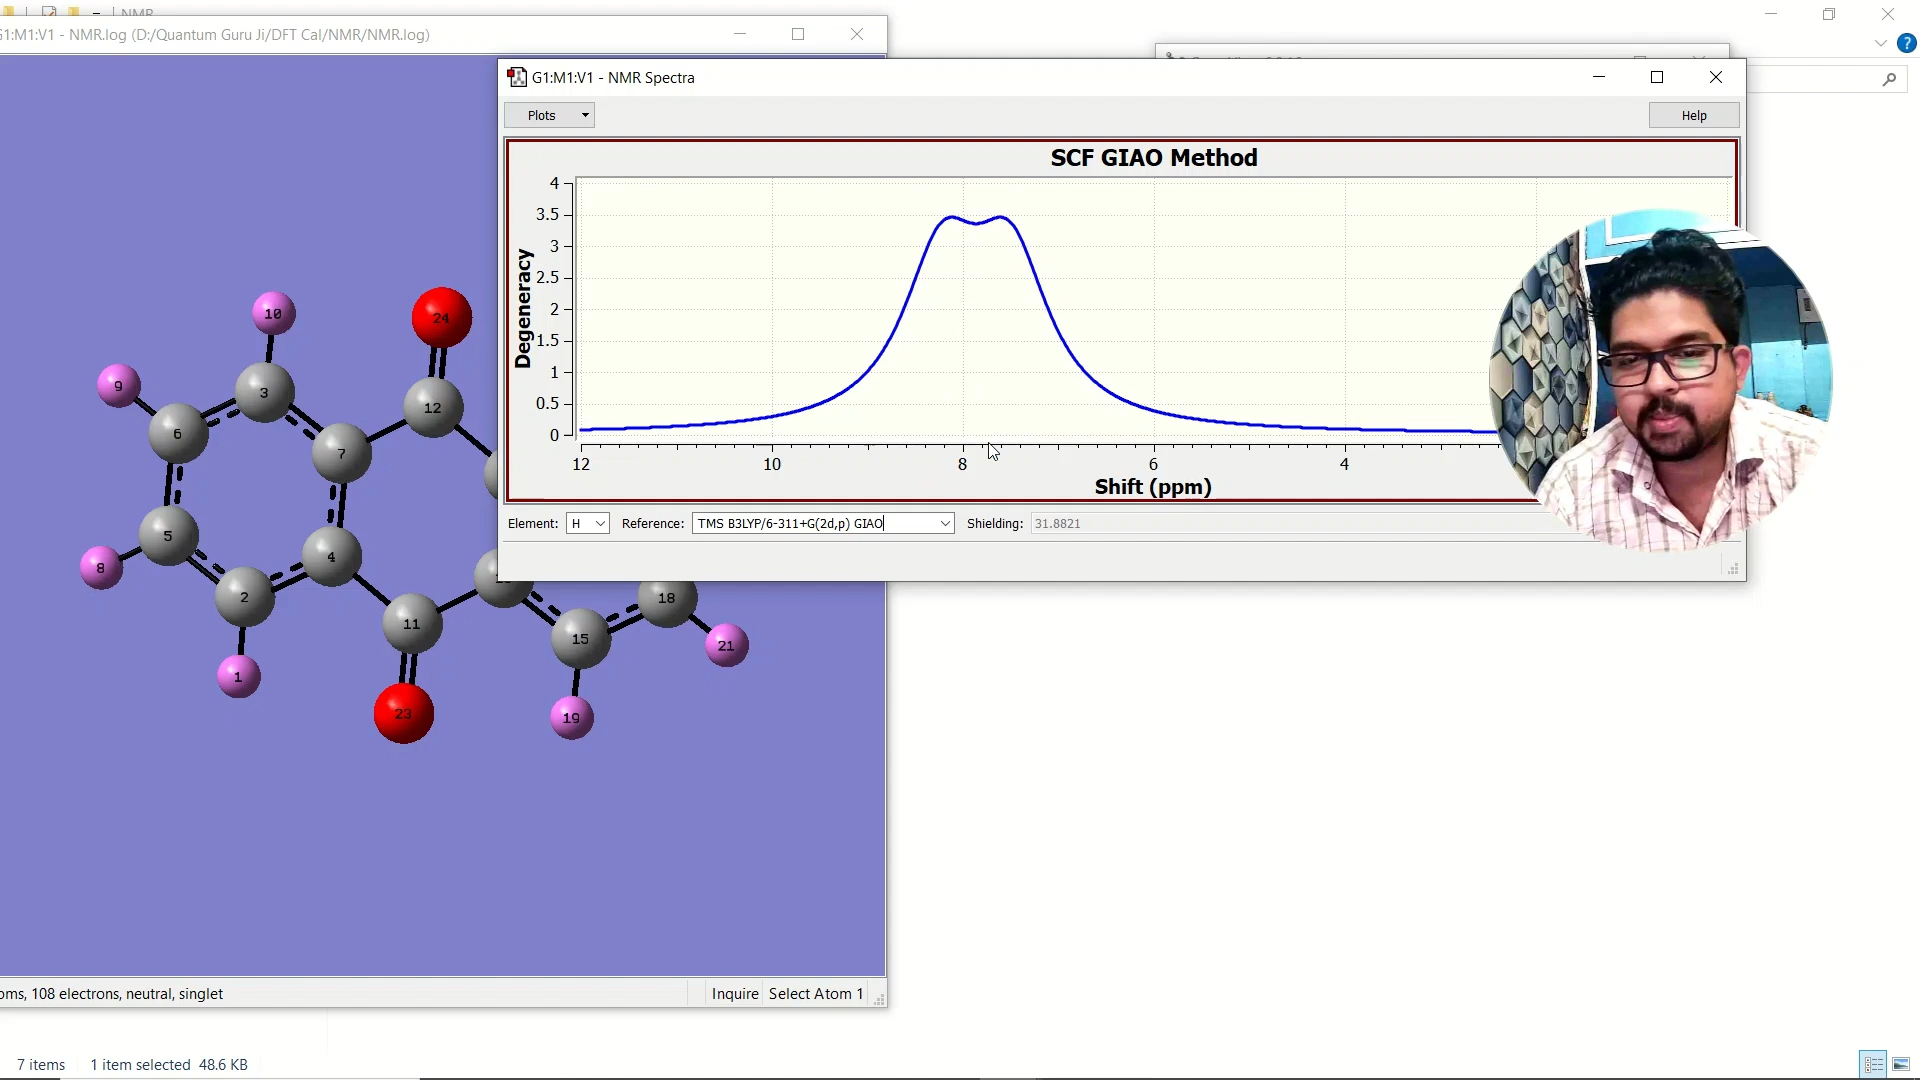 NMR
G1:M1:V1 - NMR.log (D:/Quantum Guru Ji/DFT Cal/NMR/NMR.log)
G1:M1:V1 - NMR Spectra
Plots
Help
SCF GIAO Method
Degeneracy
4
3.5
3
2.5
2
1.5
1
0.5
0
12
10
8
6
4
Shift (ppm)
Element: H Reference: TMS B3LYP/6-311+G(2d,p) GIAO Shielding: 31.8821
10
24
9
3
12
6
7
5
4
8
2
11
18
15
1
21
23
19
oms, 108 electrons, neutral, singlet
Inquire Select Atom 1
7 items 1 item selected 48.6 KB